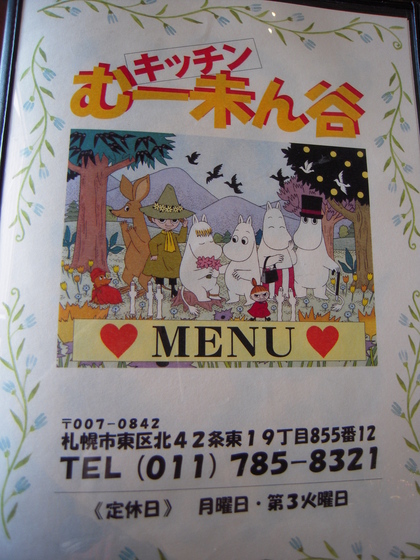 キッチン
むー未ん谷
MENU
〒007-0842
札幌市東区北42条東19丁目855番12
TEL (011) 785-8321
《定休日》 月曜日・第3火曜日